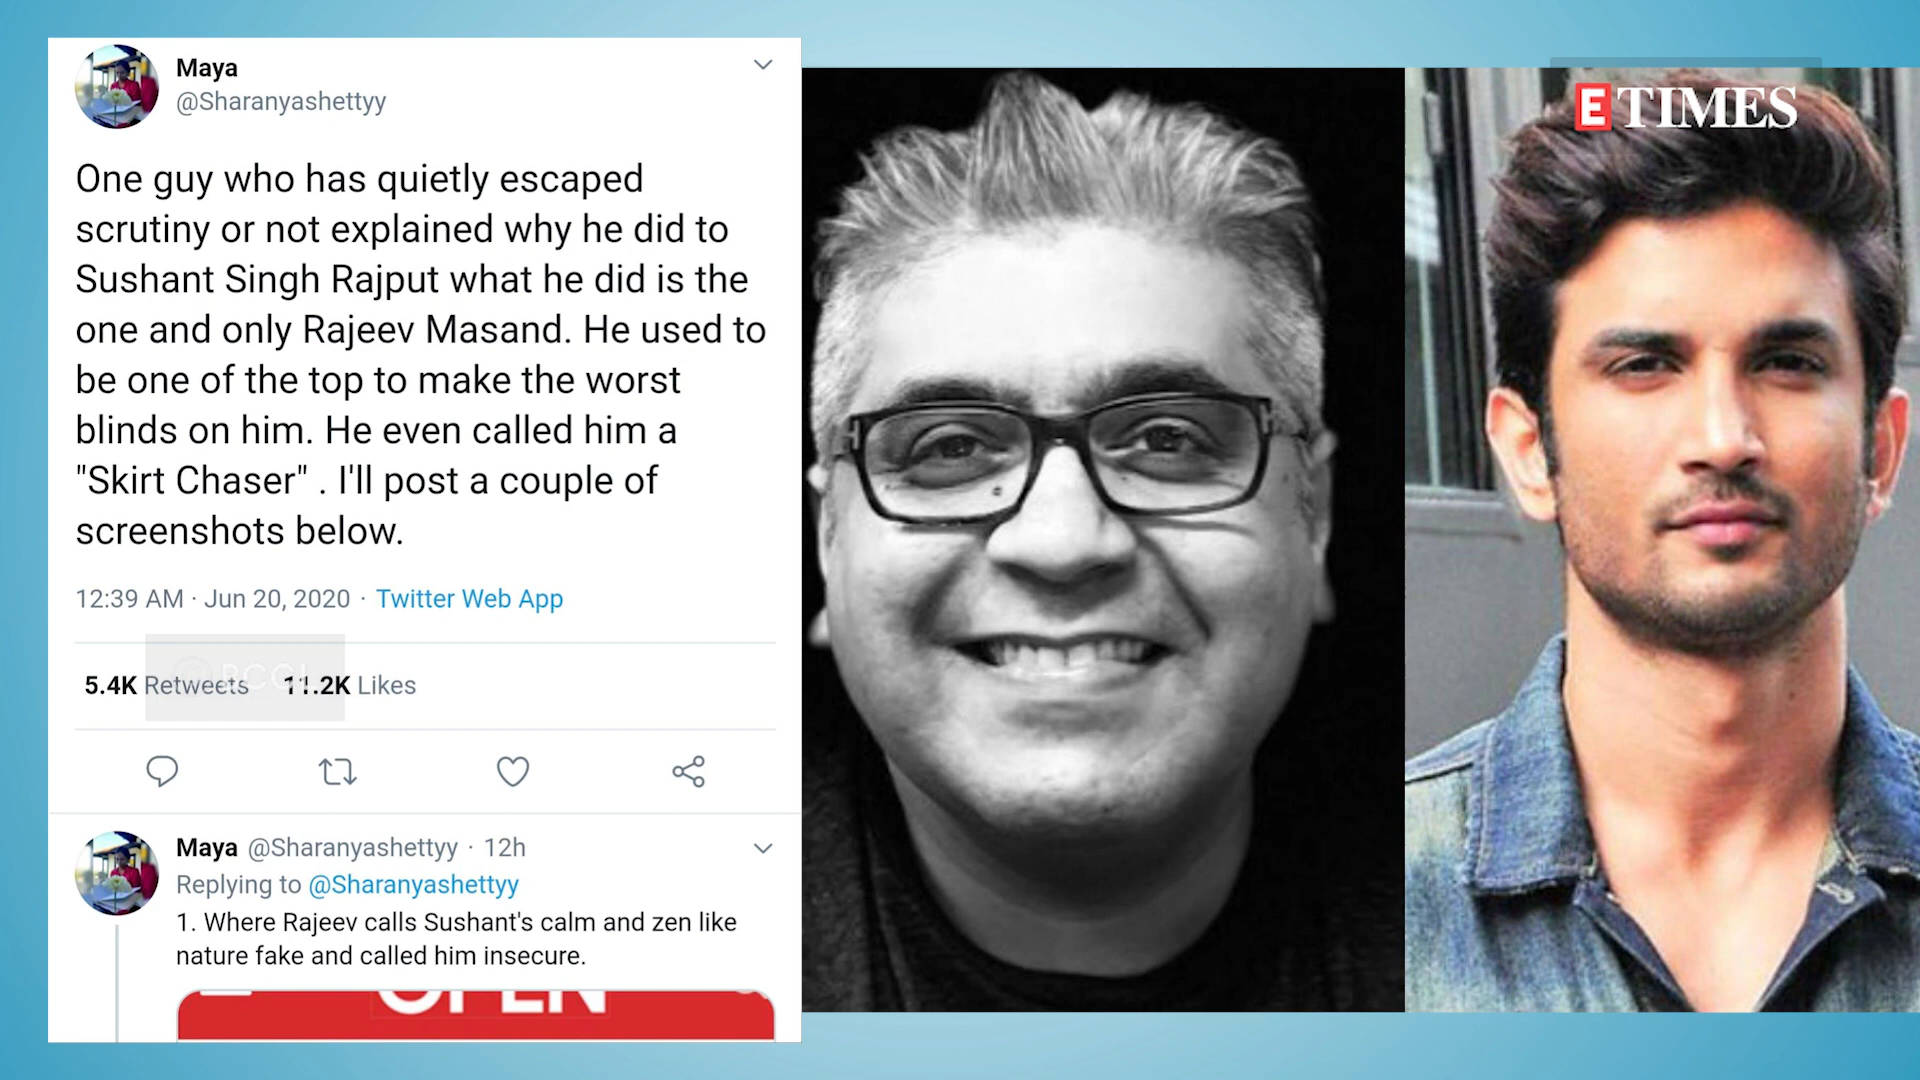 Maya
@Sharanyashettyy
One guy who has quietly escaped
scrutiny or not explained why he did to
Sushant Singh Rajput what he did is the
one and only Rajeev Masand. He used to
be one of the top to make the worst
blinds on him. He even called him a
"Skirt Chaser" . I'll post a couple of
screenshots below.
12:39 AM · Jun 20, 2020 · Twitter Web App
5.4K Retweets 11.2K Likes
Maya @Sharanyashettyy · 12h
Replying to @Sharanyashettyy
1. Where Rajeev calls Sushant's calm and zen like
nature fake and called him insecure.
OPEN
E TIMES